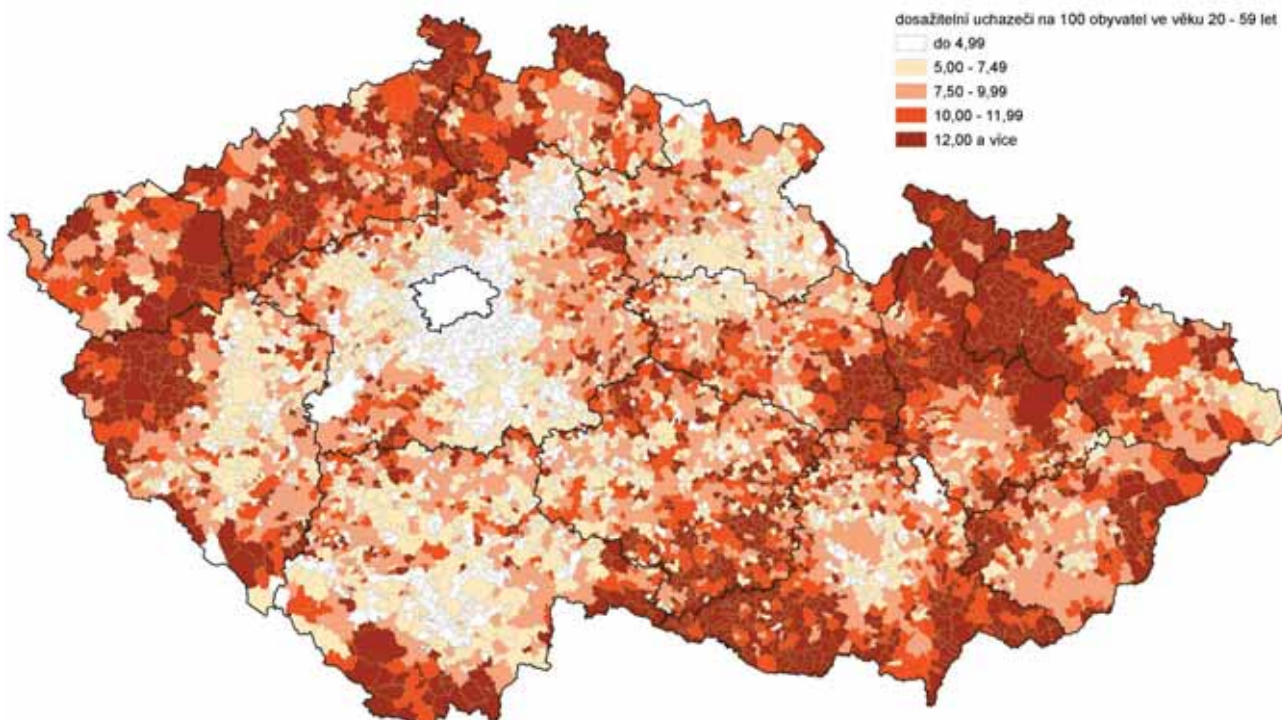 dosažitelní uchazeči na 100 obyvatel ve věku 20 - 59 let
do 4,99
5,00 - 7,49
7,50 - 9,99
10,00 - 11,99
12,00 a více